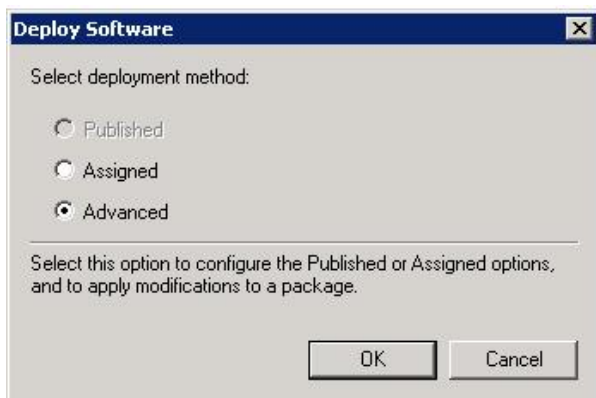 Deploy Software
Select deployment method:
Published
Assigned
Advanced
Select this option to configure the Published or Assigned options,
and to apply modifications to a package.
OK
Cancel